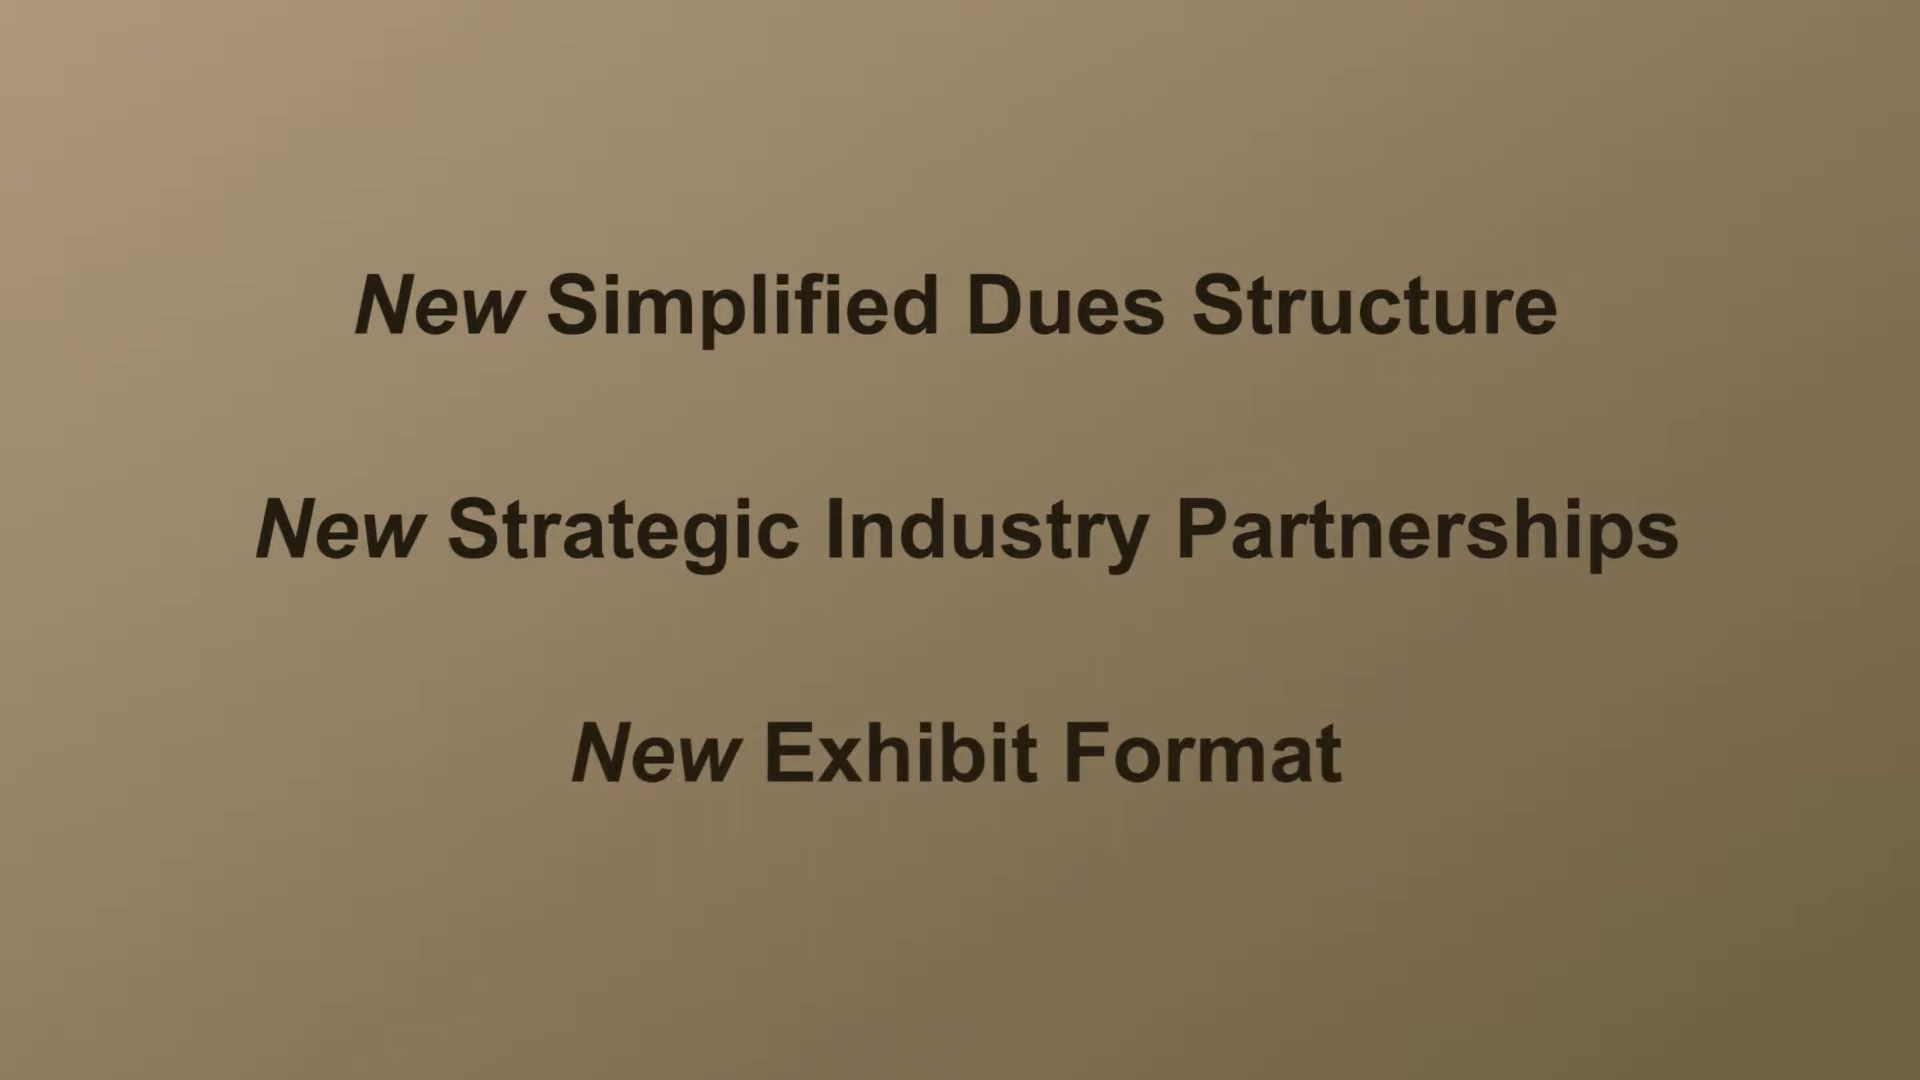 New Simplified Dues Structure
New Strategic Industry Partnerships
New Exhibit Format